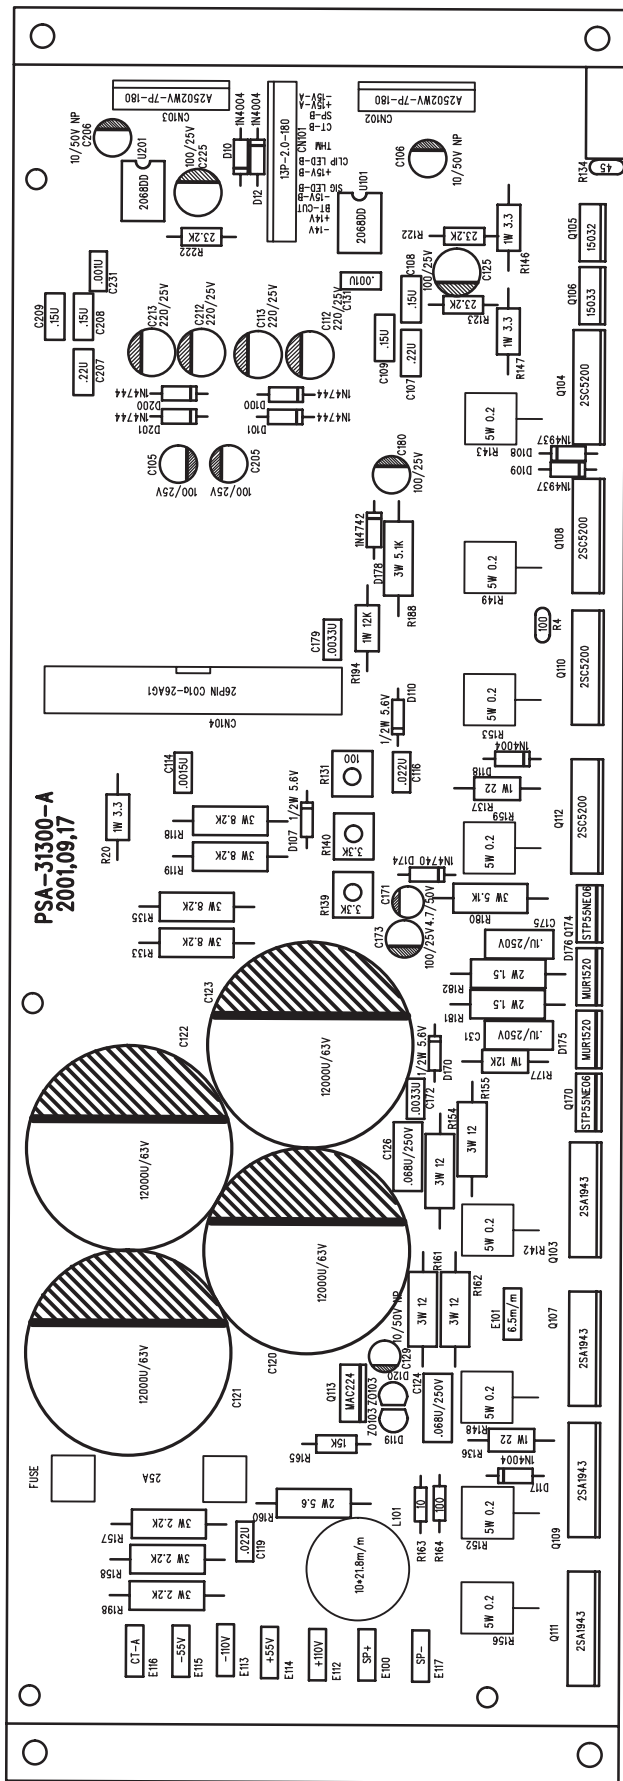 A2502WV-7P-180
CN103
10/50V NP
C206
U201
2068DD
100/25V
C225
D10
1N4004
1N4004
D12
13P-2.0-180
CN101
-15V-A
+15V-A
SP-B
CT-B
THM
CLIP LED-B
+15V-B
SIG LED-B
-15V-B
BT-CUT
+14V
-14V
A2502WV-7P-180
CN102
C106
10/50V NP
U101
2068DD
R134
45
R222
23.2K
R122
23.2K
1W 3.3
R146
Q105
15032
.001U
C231
C209
.15U
.15U
C208
.22U
C207
C213
220/25V
C212
220/25V
C113
220/25V
C112
220/25V
.001U
C131
C108
.15U
100/25V
C125
23.2K
R123
1W 3.3
R147
Q106
15033
.15U
C109
.22U
C107
1N4744
D200
1N4744
D201
1N4744
D100
1N4744
D101
Q104
2SC5200
5W 0.2
R143
1N4937
D108
D109
1N4937
C105
100/25V
C205
100/25V
C180
100/25V
1N4742
D178
3W 5.1K
R188
Q108
2SC5200
5W 0.2
R149
C179
.0033U
1W 12K
R194
100
R4
26PIN C01a-26AG1
CN104
Q110
2SC5200
5W 0.2
R153
D110
1/2W 5.6V
PSA-31300-A
2001,09,17
R20
1W 3.3
C114
.0015U
R131
100
.022U
C116
1N4004
D118
1W 22
R137
R118
3W 8.2K
D107
1/2W 5.6V
R119
3W 8.2K
R140
3.3K
R159
5W 0.2
Q112
2SC5200
1N4740
D174
R135
3W 8.2K
R133
3W 8.2K
R139
3.3K
C171
4.7/50V
C173
100/25V
3W 5.1K
R180
C175
.1U/250V
Q174
STP55NE06
D176
MUR1520
2W 1.5
R182
2W 1.5
R181
C31
.1U/250V
1W 12K
R177
D175
MUR1520
C123
12000U/63V
C122
12000U/63V
1/2W 5.6V
D170
.0033U
C172
Q170
STP55NE06
C126
.068U/250V
R155
3W 12
R154
3W 12
12000U/63V
C120
12000U/63V
C121
5W 0.2
R142
Q103
2SA1943
R161
3W 12
R162
3W 12
E101
6.5m/m
Q107
2SA1943
10/50V NP
C129
Q113
MAC224
D120
Z0103
Z0103
D119
C124
.068U/250V
R165
15K
5W 0.2
R148
R136
1W 22
1N4004
D117
FUSE
25A
R160
2W 5.6
10
R163
100
R164
L101
10*21.8m/m
R152
5W 0.2
Q109
2SA1943
R157
3W 2.2K
R158
3W 2.2K
R198
3W 2.2K
.022U
C119
5W 0.2
R156
Q111
2SA1943
CT-A
E116
-55V
E115
-110V
E113
+55V
E114
+110V
E112
SP+
E100
SP-
E117